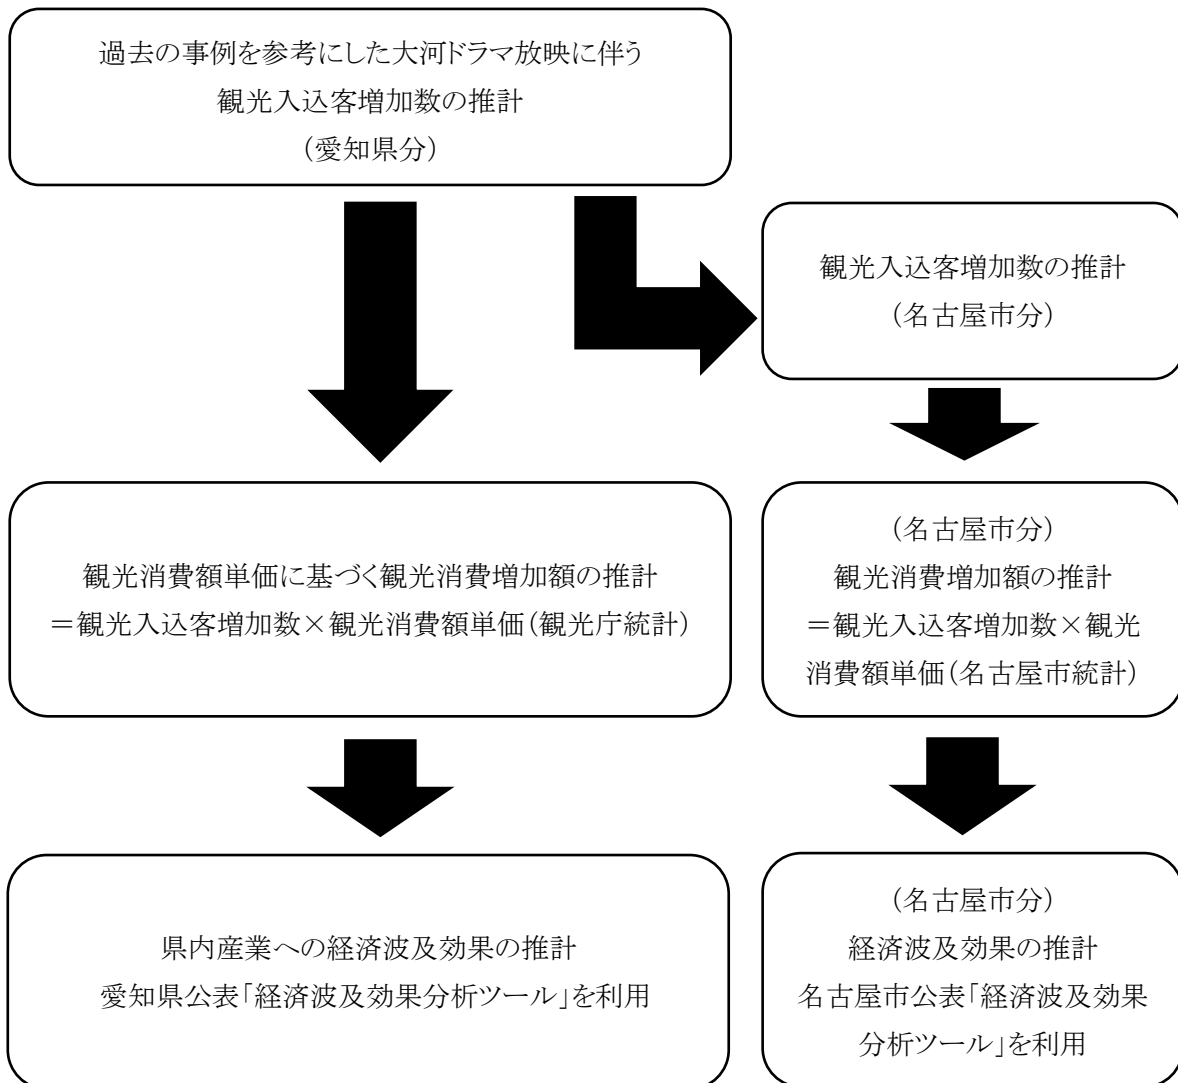 過去の事例を参考にした大河ドラマ放映に伴う
観光入込客増加数の推計
(愛知県分)
観光入込客増加数の推計
(名古屋市分)
観光消費額単価に基づく観光消費増加額の推計
=観光入込客増加数×観光消費額単価(観光庁統計)
(名古屋市分)
観光消費増加額の推計
=観光入込客増加数×観光
消費額単価(名古屋市統計)
県内産業への経済波及効果の推計
愛知県公表「経済波及効果分析ツール」を利用
(名古屋市分)
経済波及効果の推計
名古屋市公表「経済波及効果
分析ツール」を利用